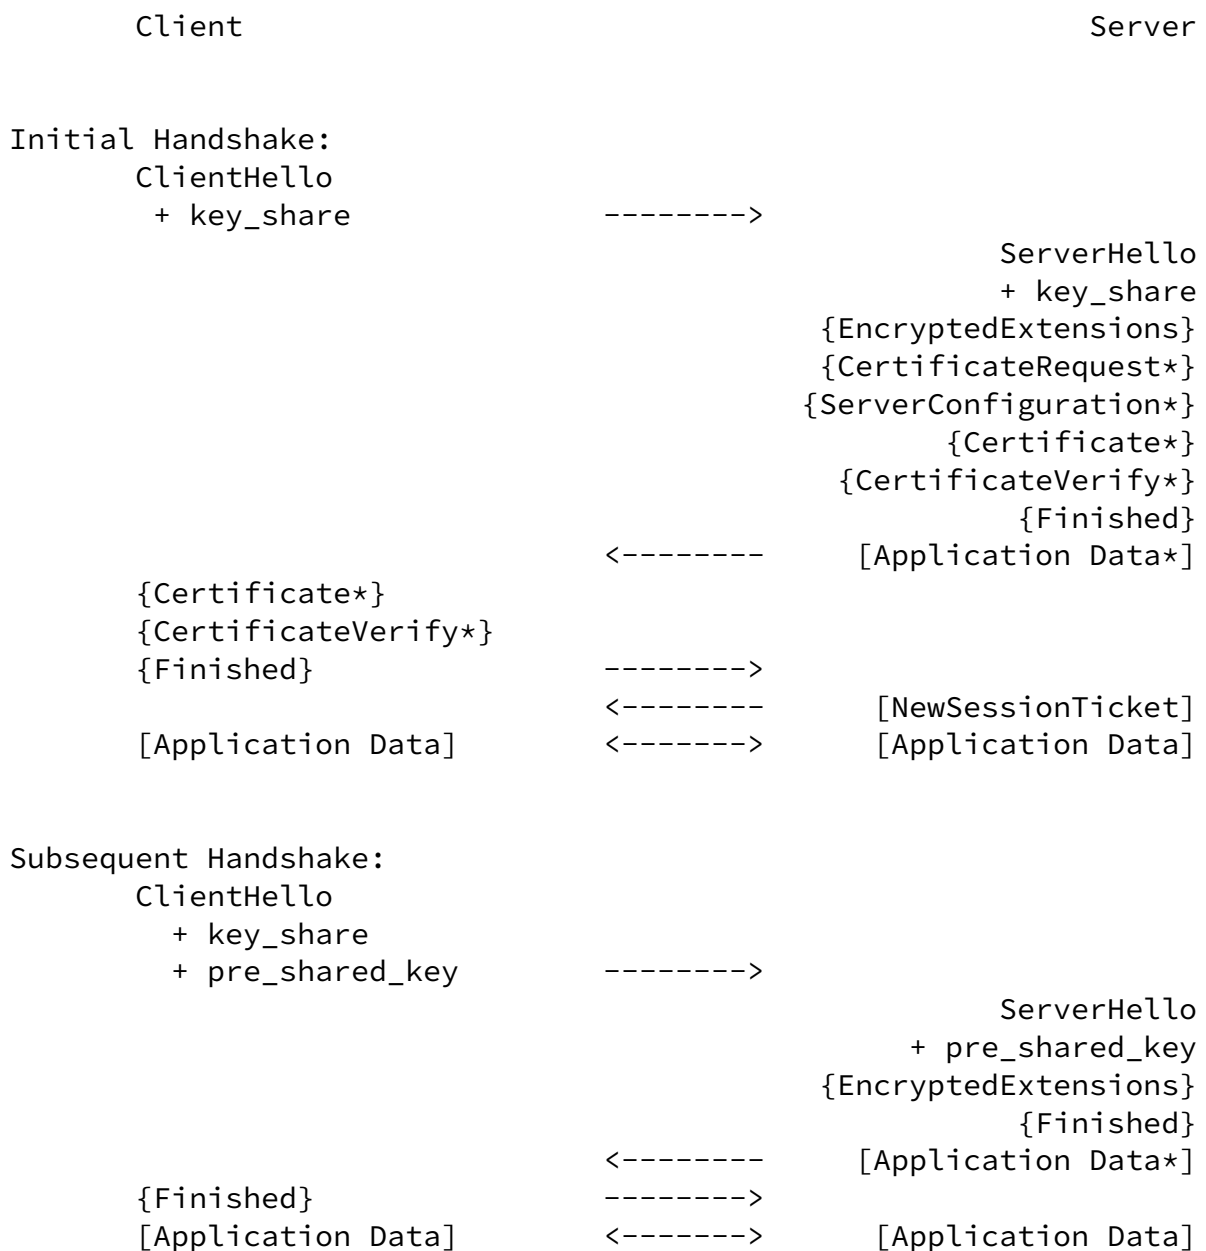 Client                                               Server


Initial Handshake:
       ClientHello
        + key_share              -------->
                                                       ServerHello
                                                       + key_share
                                             {EncryptedExtensions}
                                             {CertificateRequest*}
                                            {ServerConfiguration*}
                                                    {Certificate*}
                                              {CertificateVerify*}
                                                        {Finished}
                                 <--------     [Application Data*]
       {Certificate*}
       {CertificateVerify*}
       {Finished}                -------->
                                 <--------      [NewSessionTicket]
       [Application Data]        <------->      [Application Data]


Subsequent Handshake:
       ClientHello
         + key_share
         + pre_shared_key        -------->
                                                       ServerHello
                                                  + pre_shared_key
                                             {EncryptedExtensions}
                                                        {Finished}
                                 <--------     [Application Data*]
       {Finished}                -------->
       [Application Data]        <------->      [Application Data]